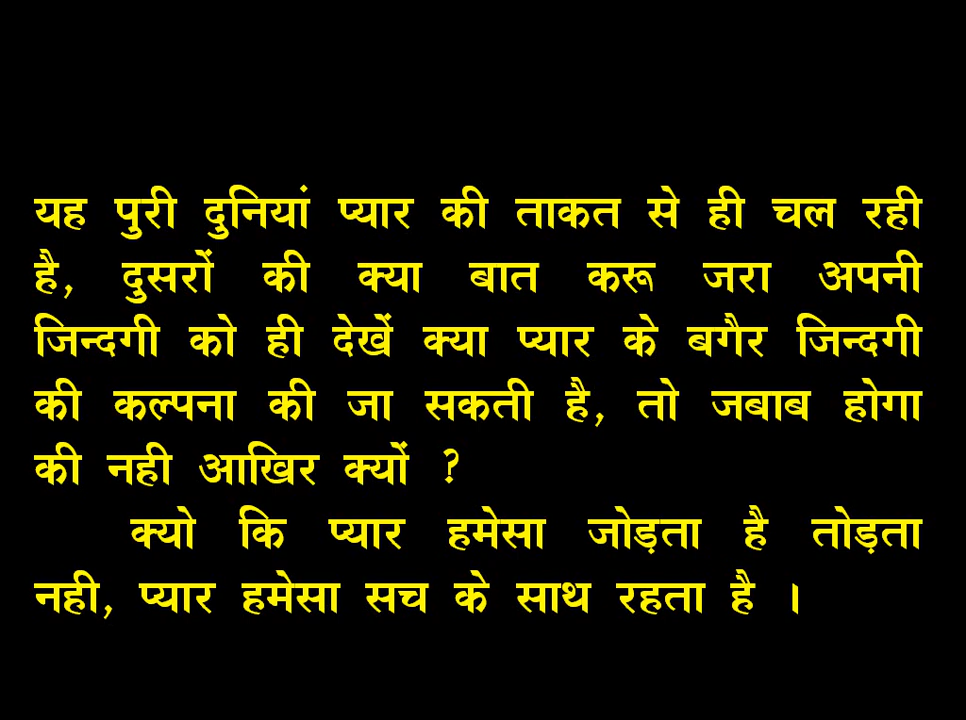 यह पुरी दुनियां प्यार की ताकत से ही चल रही
है, दुसरों की क्या बात करू जरा अपनी
जिन्दगी को ही देखें क्या प्यार के बगैर जिन्दगी
की कल्पना की जा सकती है, तो जबाब होगा
की नही आखिर क्यों ?
क्यो कि प्यार हमेसा जोड़ता है तोड़ता
नही, प्यार हमेसा सच के साथ रहता है ।